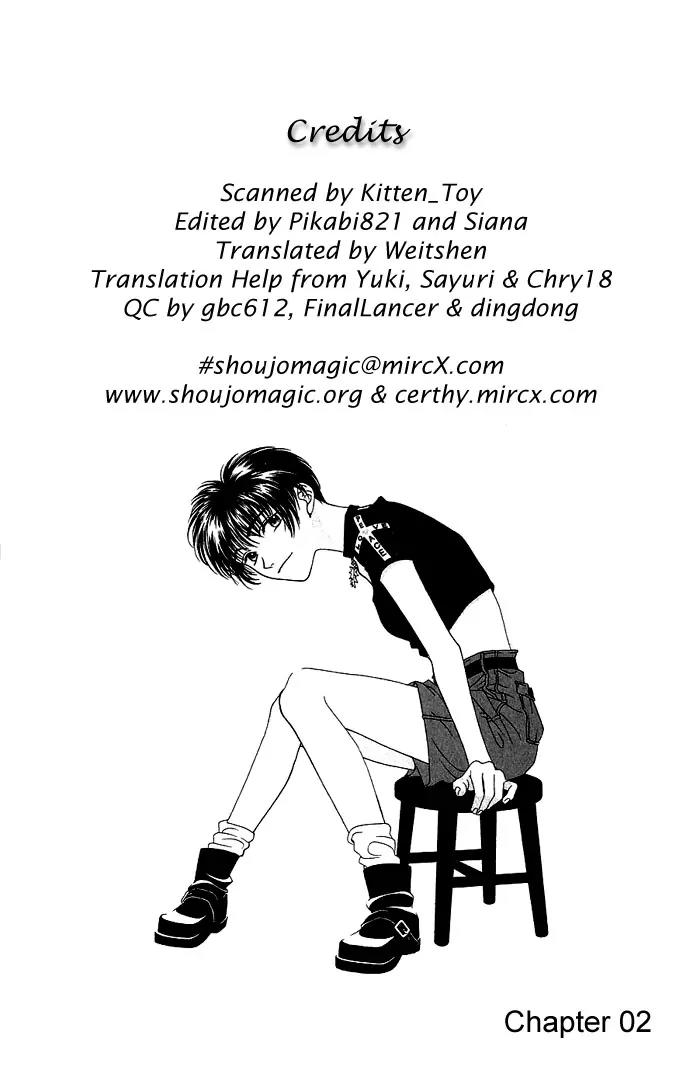 Credits
Scanned by Kitten_Toy
Edited by Pikabi821 and Siana
Translated by Weitshen
Translation Help from Yuki, Sayuri & Chry18
QC by gbc612, FinalLancer & dingdong
#shoujomagic@mircX.com
www.shoujomagic.org & certhy.mircx.com
Chapter 02